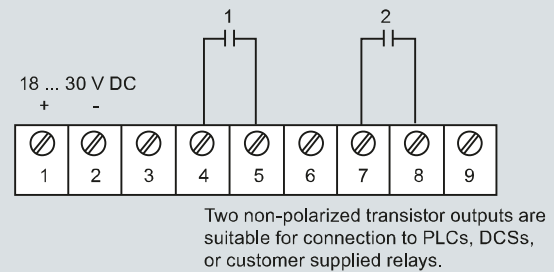 1 2
18 ... 30 V DC
+ -
1 2 3 4 5 6 7 8 9
Two non-polarized transistor outputs are
suitable for connection to PLCs, DCSs,
or customer supplied relays.